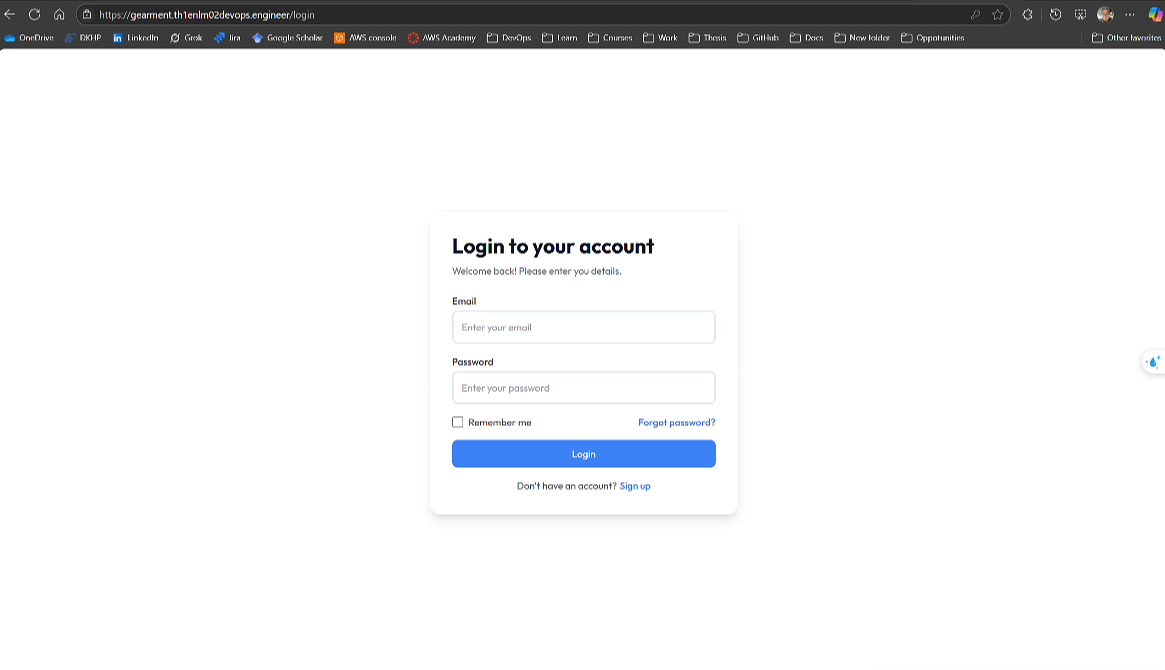 https://gearment.th1enlm02devops.engineer/login
OneDrive DKHP LinkedIn Grok Jira Google Scholar AWS console AWS Academy DevOps Learn Courses Work Thesis GitHub Docs New folder Oppotunities Other favorites
Login to your account
Welcome back! Please enter you details.
Email
Enter your email
Password
Enter your password
Remember me Forgot password?
Login
Don't have an account? Sign up